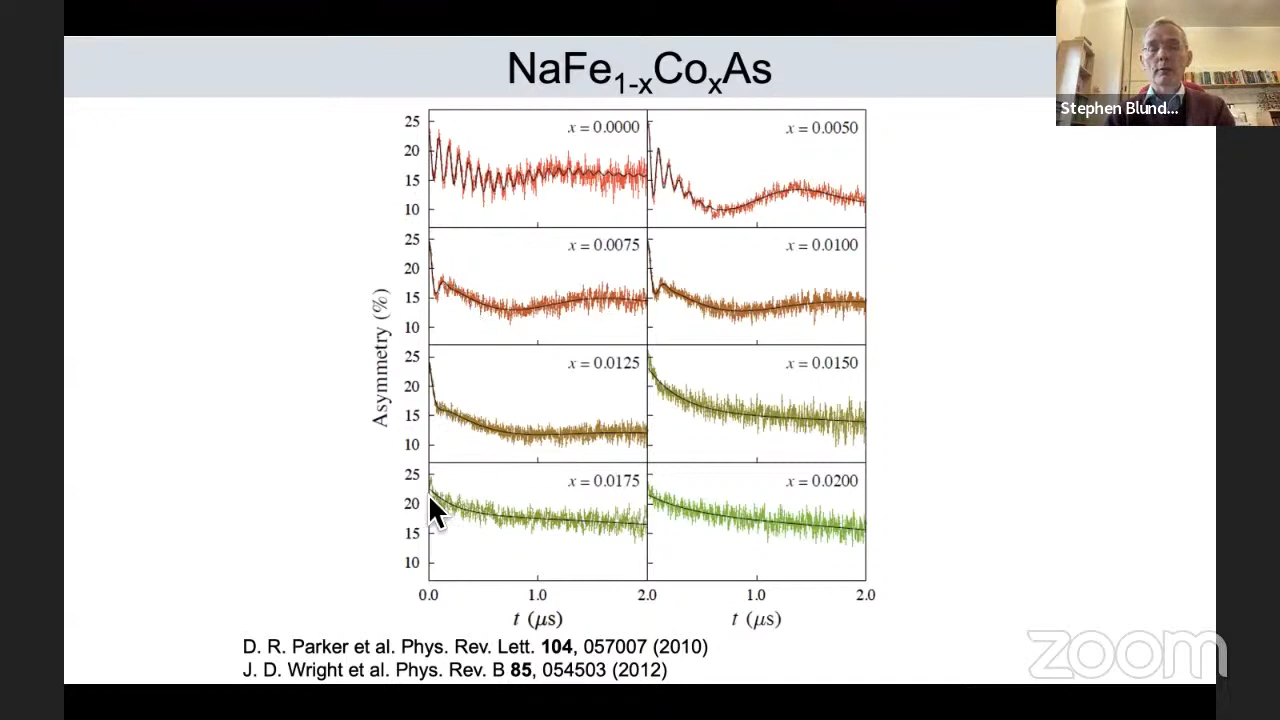 NaFe1-xCoxAs
Stephen Blund...
25
20
15
10
x = 0.0000
x = 0.0050
25
20
15
10
x = 0.0075
x = 0.0100
Asymmetry (%)
25
20
15
10
x = 0.0125
x = 0.0150
25
20
15
10
x = 0.0175
x = 0.0200
0.0 1.0 2.0 1.0 2.0
t (μs) t (μs)
D. R. Parker et al. Phys. Rev. Lett. 104, 057007 (2010)
J. D. Wright et al. Phys. Rev. B 85, 054503 (2012)
zoom